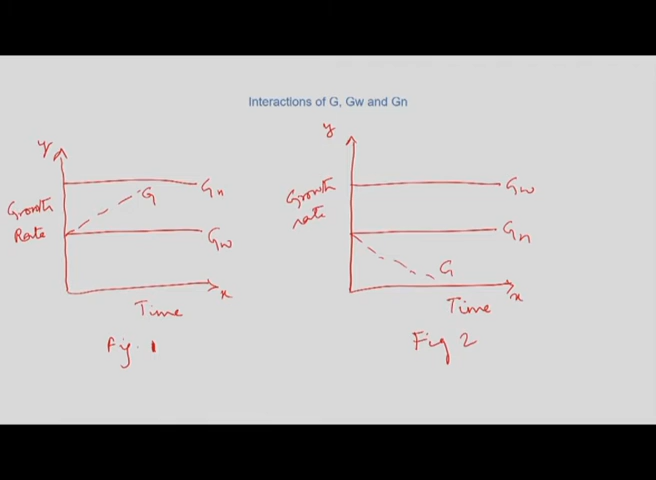 Interactions of G, Gw and Gn
y
Growth
Rate
Gn
G
Gw
x
Time
Fig. 1
y
Growth
rate
Gw
Gn
G
x
Time
Fig 2